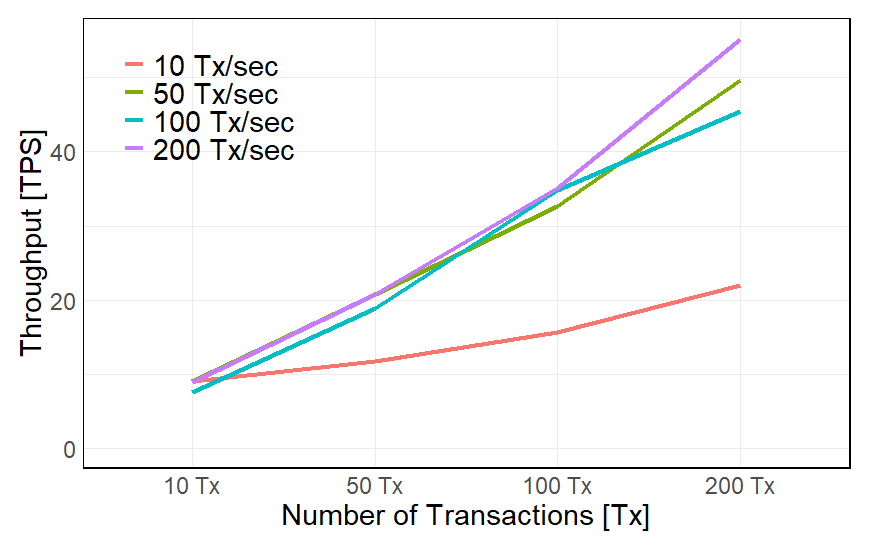 10 Tx/sec
50 Tx/sec
100 Tx/sec
200 Tx/sec
Throughput [TPS]
40
20
0
10 Tx
50 Tx
100 Tx
200 Tx
Number of Transactions [Tx]